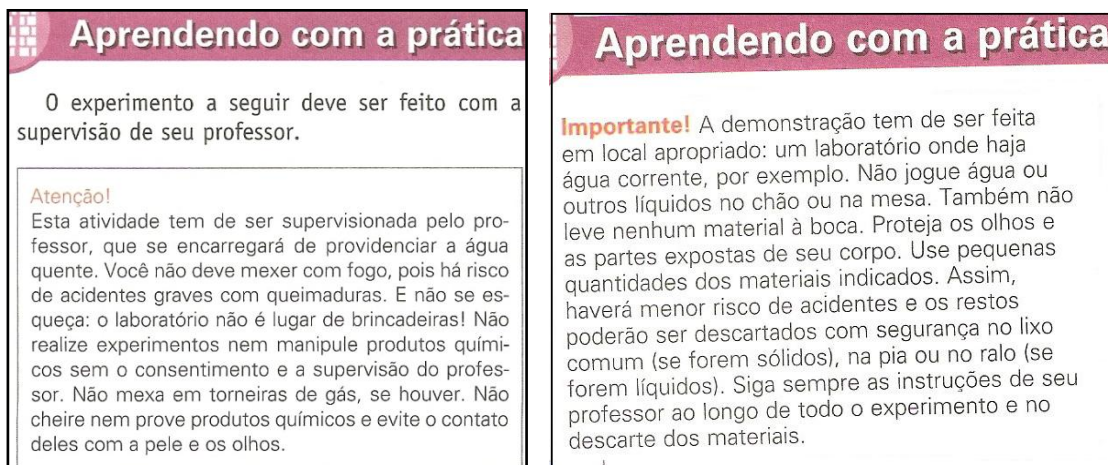 Aprendendo com a prática
O experimento a seguir deve ser feito com a
supervisão de seu professor.
Atenção!
Esta atividade tem de ser supervisionada pelo pro-
fessor, que se encarregará de providenciar a água
quente. Você não deve mexer com fogo, pois há risco
de acidentes graves com queimaduras. E não se es-
queça: o laboratório não é lugar de brincadeiras! Não
realize experimentos nem manipule produtos quími-
cos sem o consentimento e a supervisão do profes-
sor. Não mexa em torneiras de gás, se houver. Não
cheire nem prove produtos químicos e evite o contato
deles com a pele e os olhos.
Aprendendo com a prática
Importante! A demonstração tem de ser feita
em local apropriado: um laboratório onde haja
água corrente, por exemplo. Não jogue água ou
outros líquidos no chão ou na mesa. Também não
leve nenhum material à boca. Proteja os olhos e
as partes expostas de seu corpo. Use pequenas
quantidades dos materiais indicados. Assim,
haverá menor risco de acidentes e os restos
poderão ser descartados com segurança no lixo
comum (se forem sólidos), na pia ou no ralo (se
forem líquidos). Siga sempre as instruções de seu
professor ao longo de todo o experimento e no
descarte dos materiais.